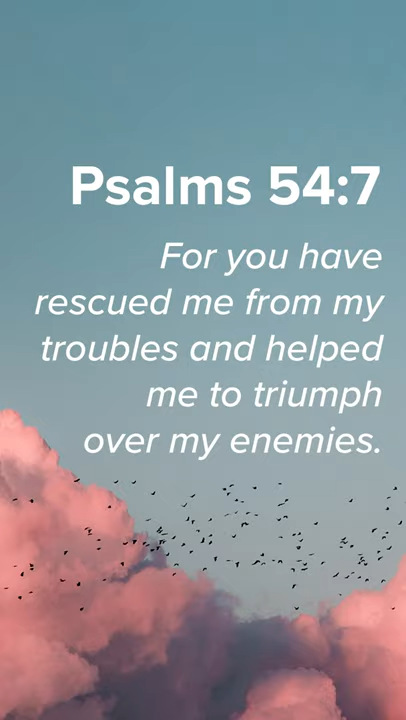 Psalms 54:7
For you have
rescued me from my
troubles and helped
me to triumph
over my enemies.